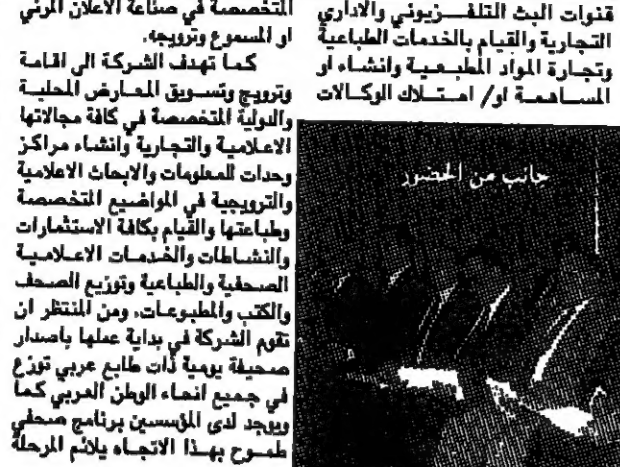 قنوات البث التلفزيوني والاداري
التجارية والقيام بالخدمات الطباعية
وتجارة المواد المطبعية وانشاء او
المساهمة او/ امتلاك الوكالات
جانب من الحضور
المتخصصة في صناعة الاعلان المرئي
او المسموع وترويجه.
كما تهدف الشركة الى اقامة
وترويج وتسويق المعارض المحلية
والدولية المتخصصة في كافة مجالاتها
الاعلامية والتجارية وانشاء مراكز
وحدات للمعلومات والابحاث الاعلامية
والترويجية في المواضيع المتخصصة
وطباعتها والقيام بكافة الاستثمارات
والنشاطات والخدمات الاعلامية
الصحفية والطباعية وتوزيع الصحف
والكتب والمطبوعات، ومن المنتظر ان
تقوم الشركة في بداية عملها باصدار
صحيفة يومية ذات طابع عربي توزع
في جميع انحاء الوطن العربي كما
ويوجد لدى المؤسسين برنامج صحفي
طموح بهذا الاتجاه يلائم المرحلة